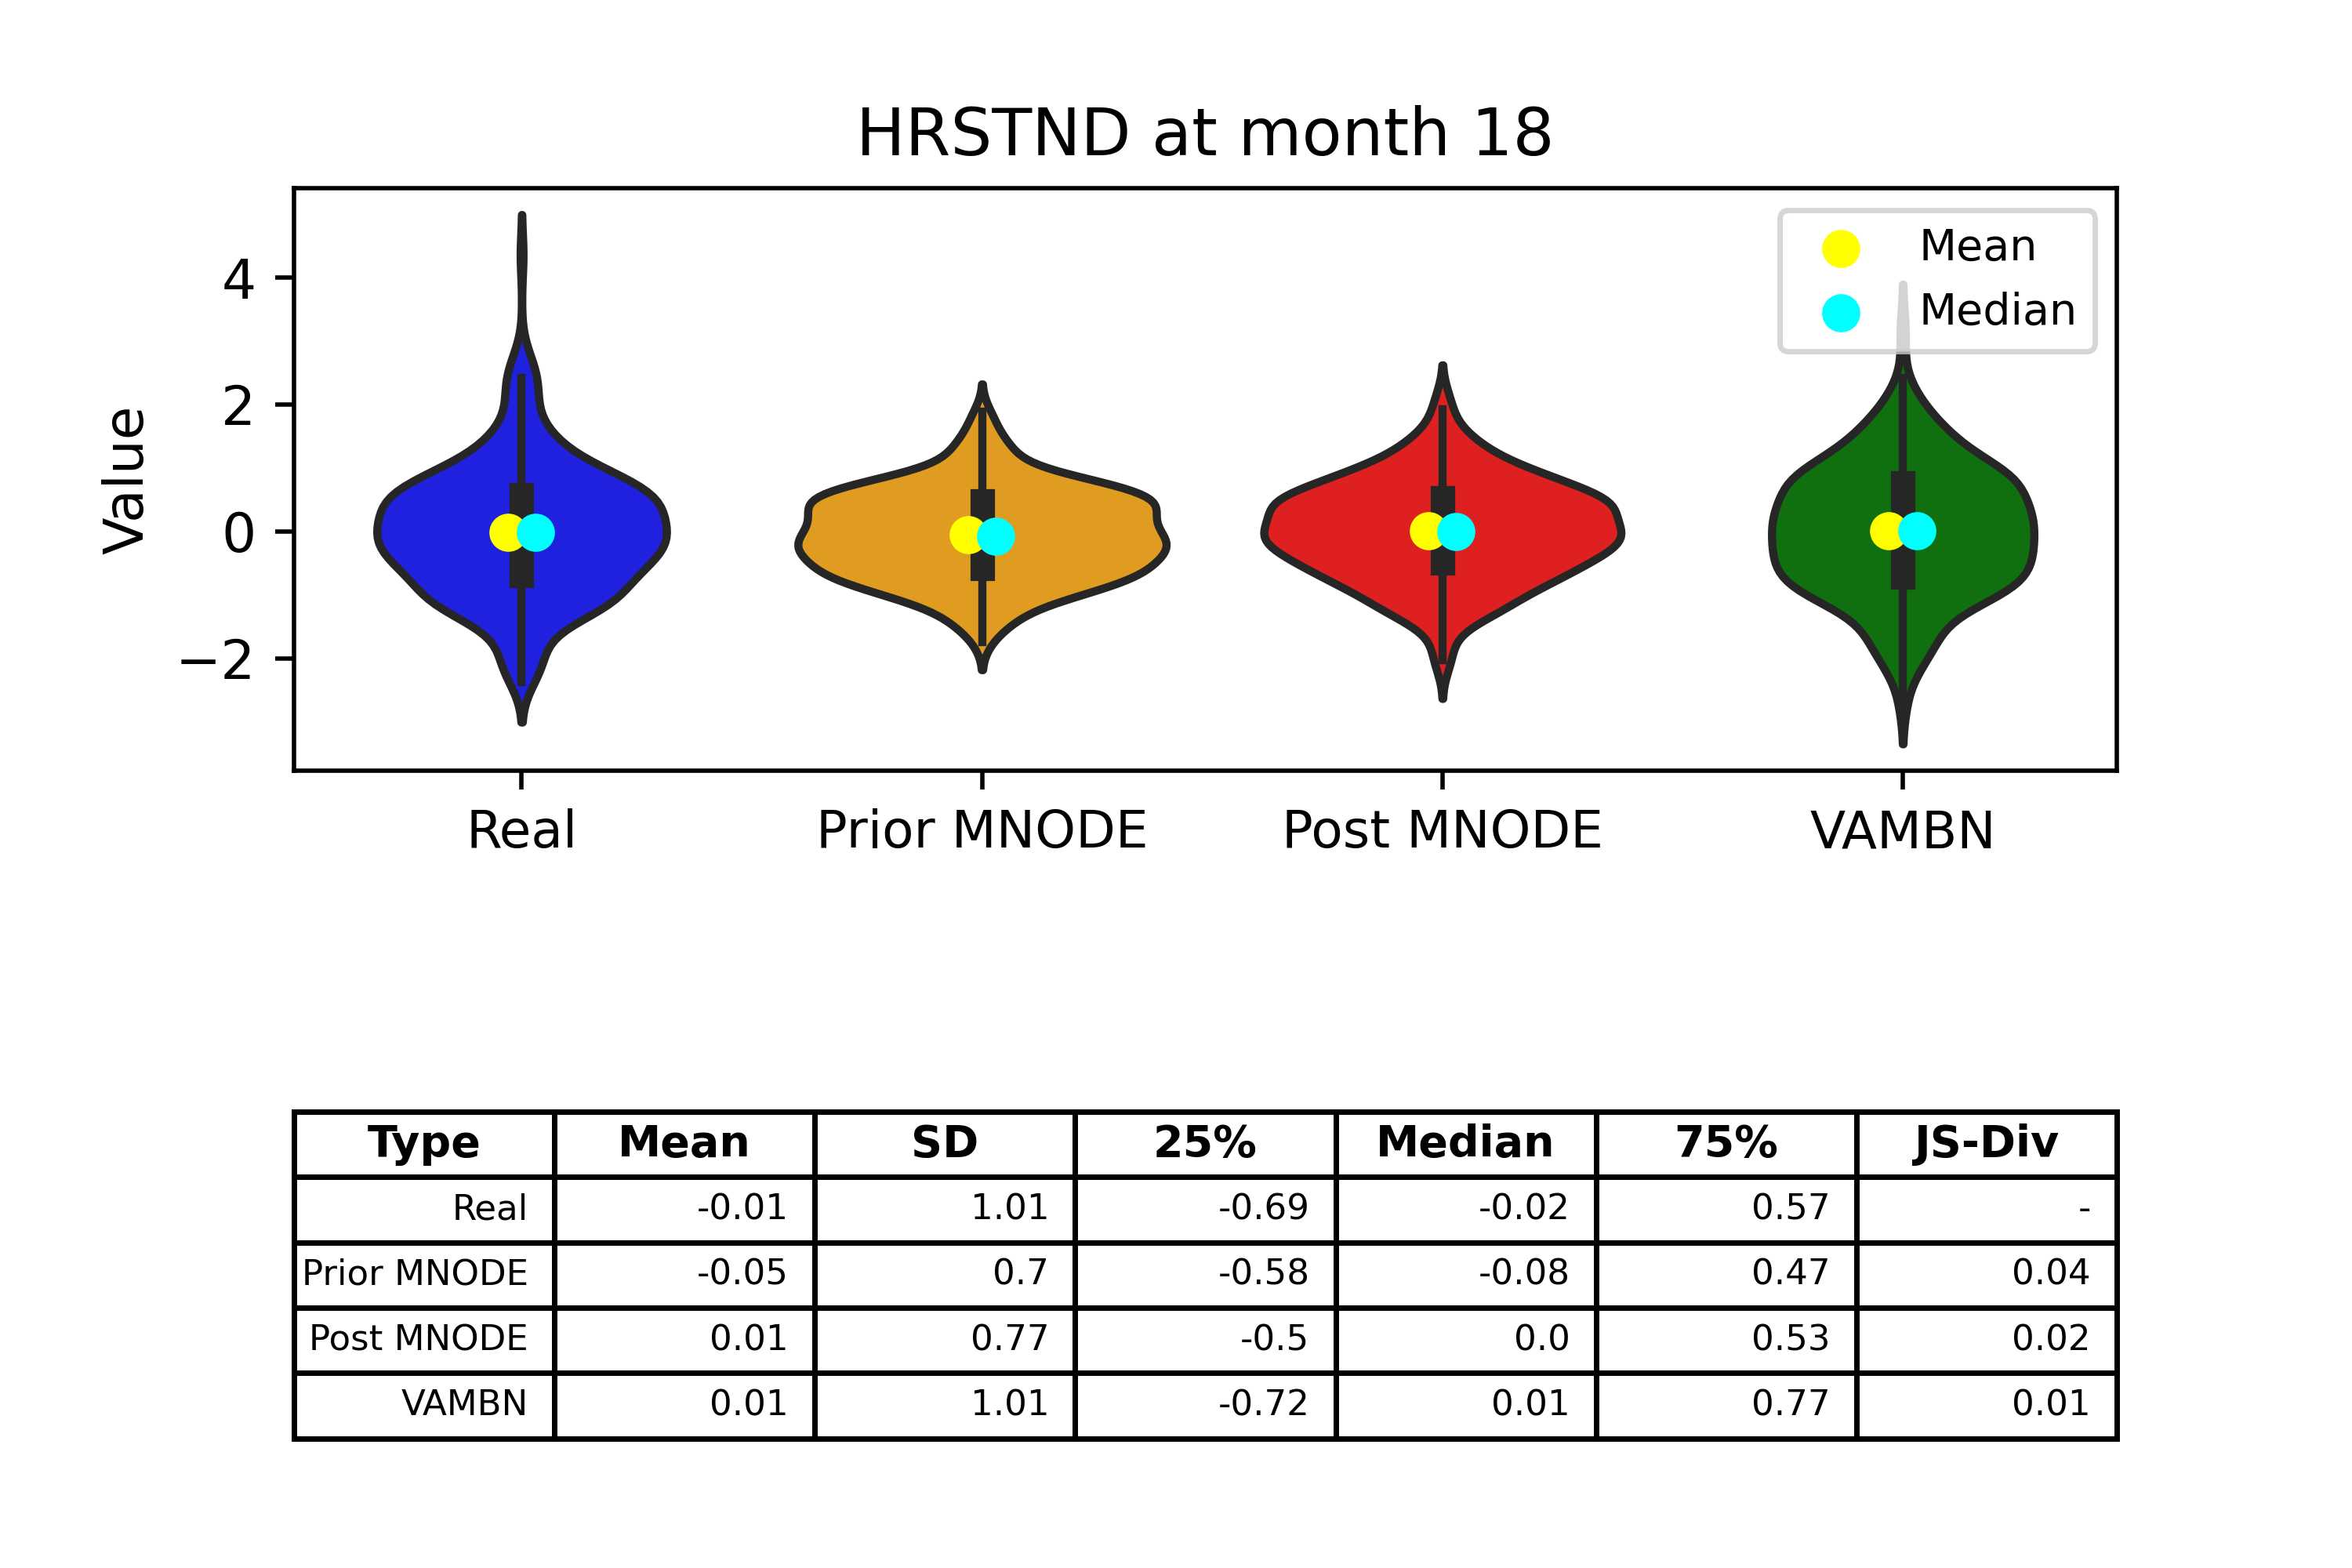 HRSTND at month 18
Value
4
2
0
−2
Mean
Median
Real Prior MNODE Post MNODE VAMBN
Type Mean SD 25% Median 75% JS-Div
Real -0.01 1.01 -0.69 -0.02 0.57 -
Prior MNODE -0.05 0.7 -0.58 -0.08 0.47 0.04
Post MNODE 0.01 0.77 -0.5 0.0 0.53 0.02
VAMBN 0.01 1.01 -0.72 0.01 0.77 0.01